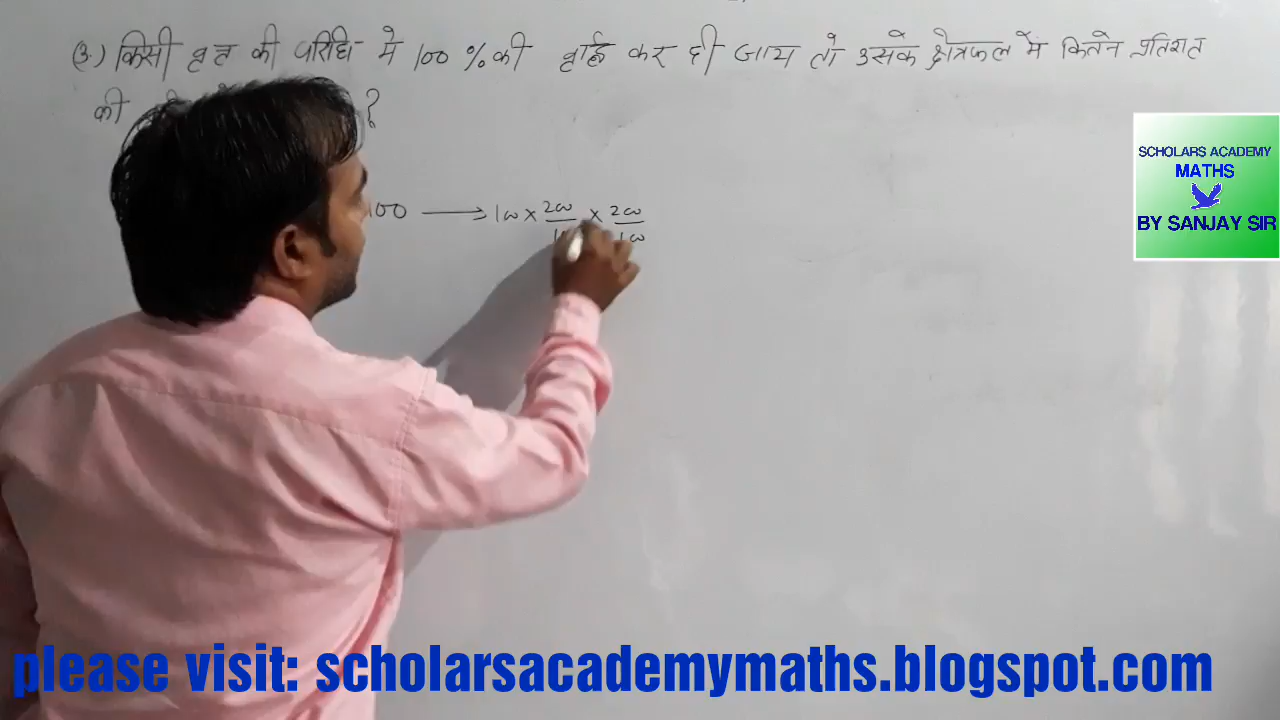 (3.) किसी वृत्त की परिधि मे 100 % की वृद्धि कर दी जाय तो उसके क्षेत्रफल में कितने प्रतिशत
की ?
100 → 100 × 200 × 200
100
SCHOLARS ACADEMY
MATHS
BY SANJAY SIR
please visit: scholarsacademymaths.blogspot.com